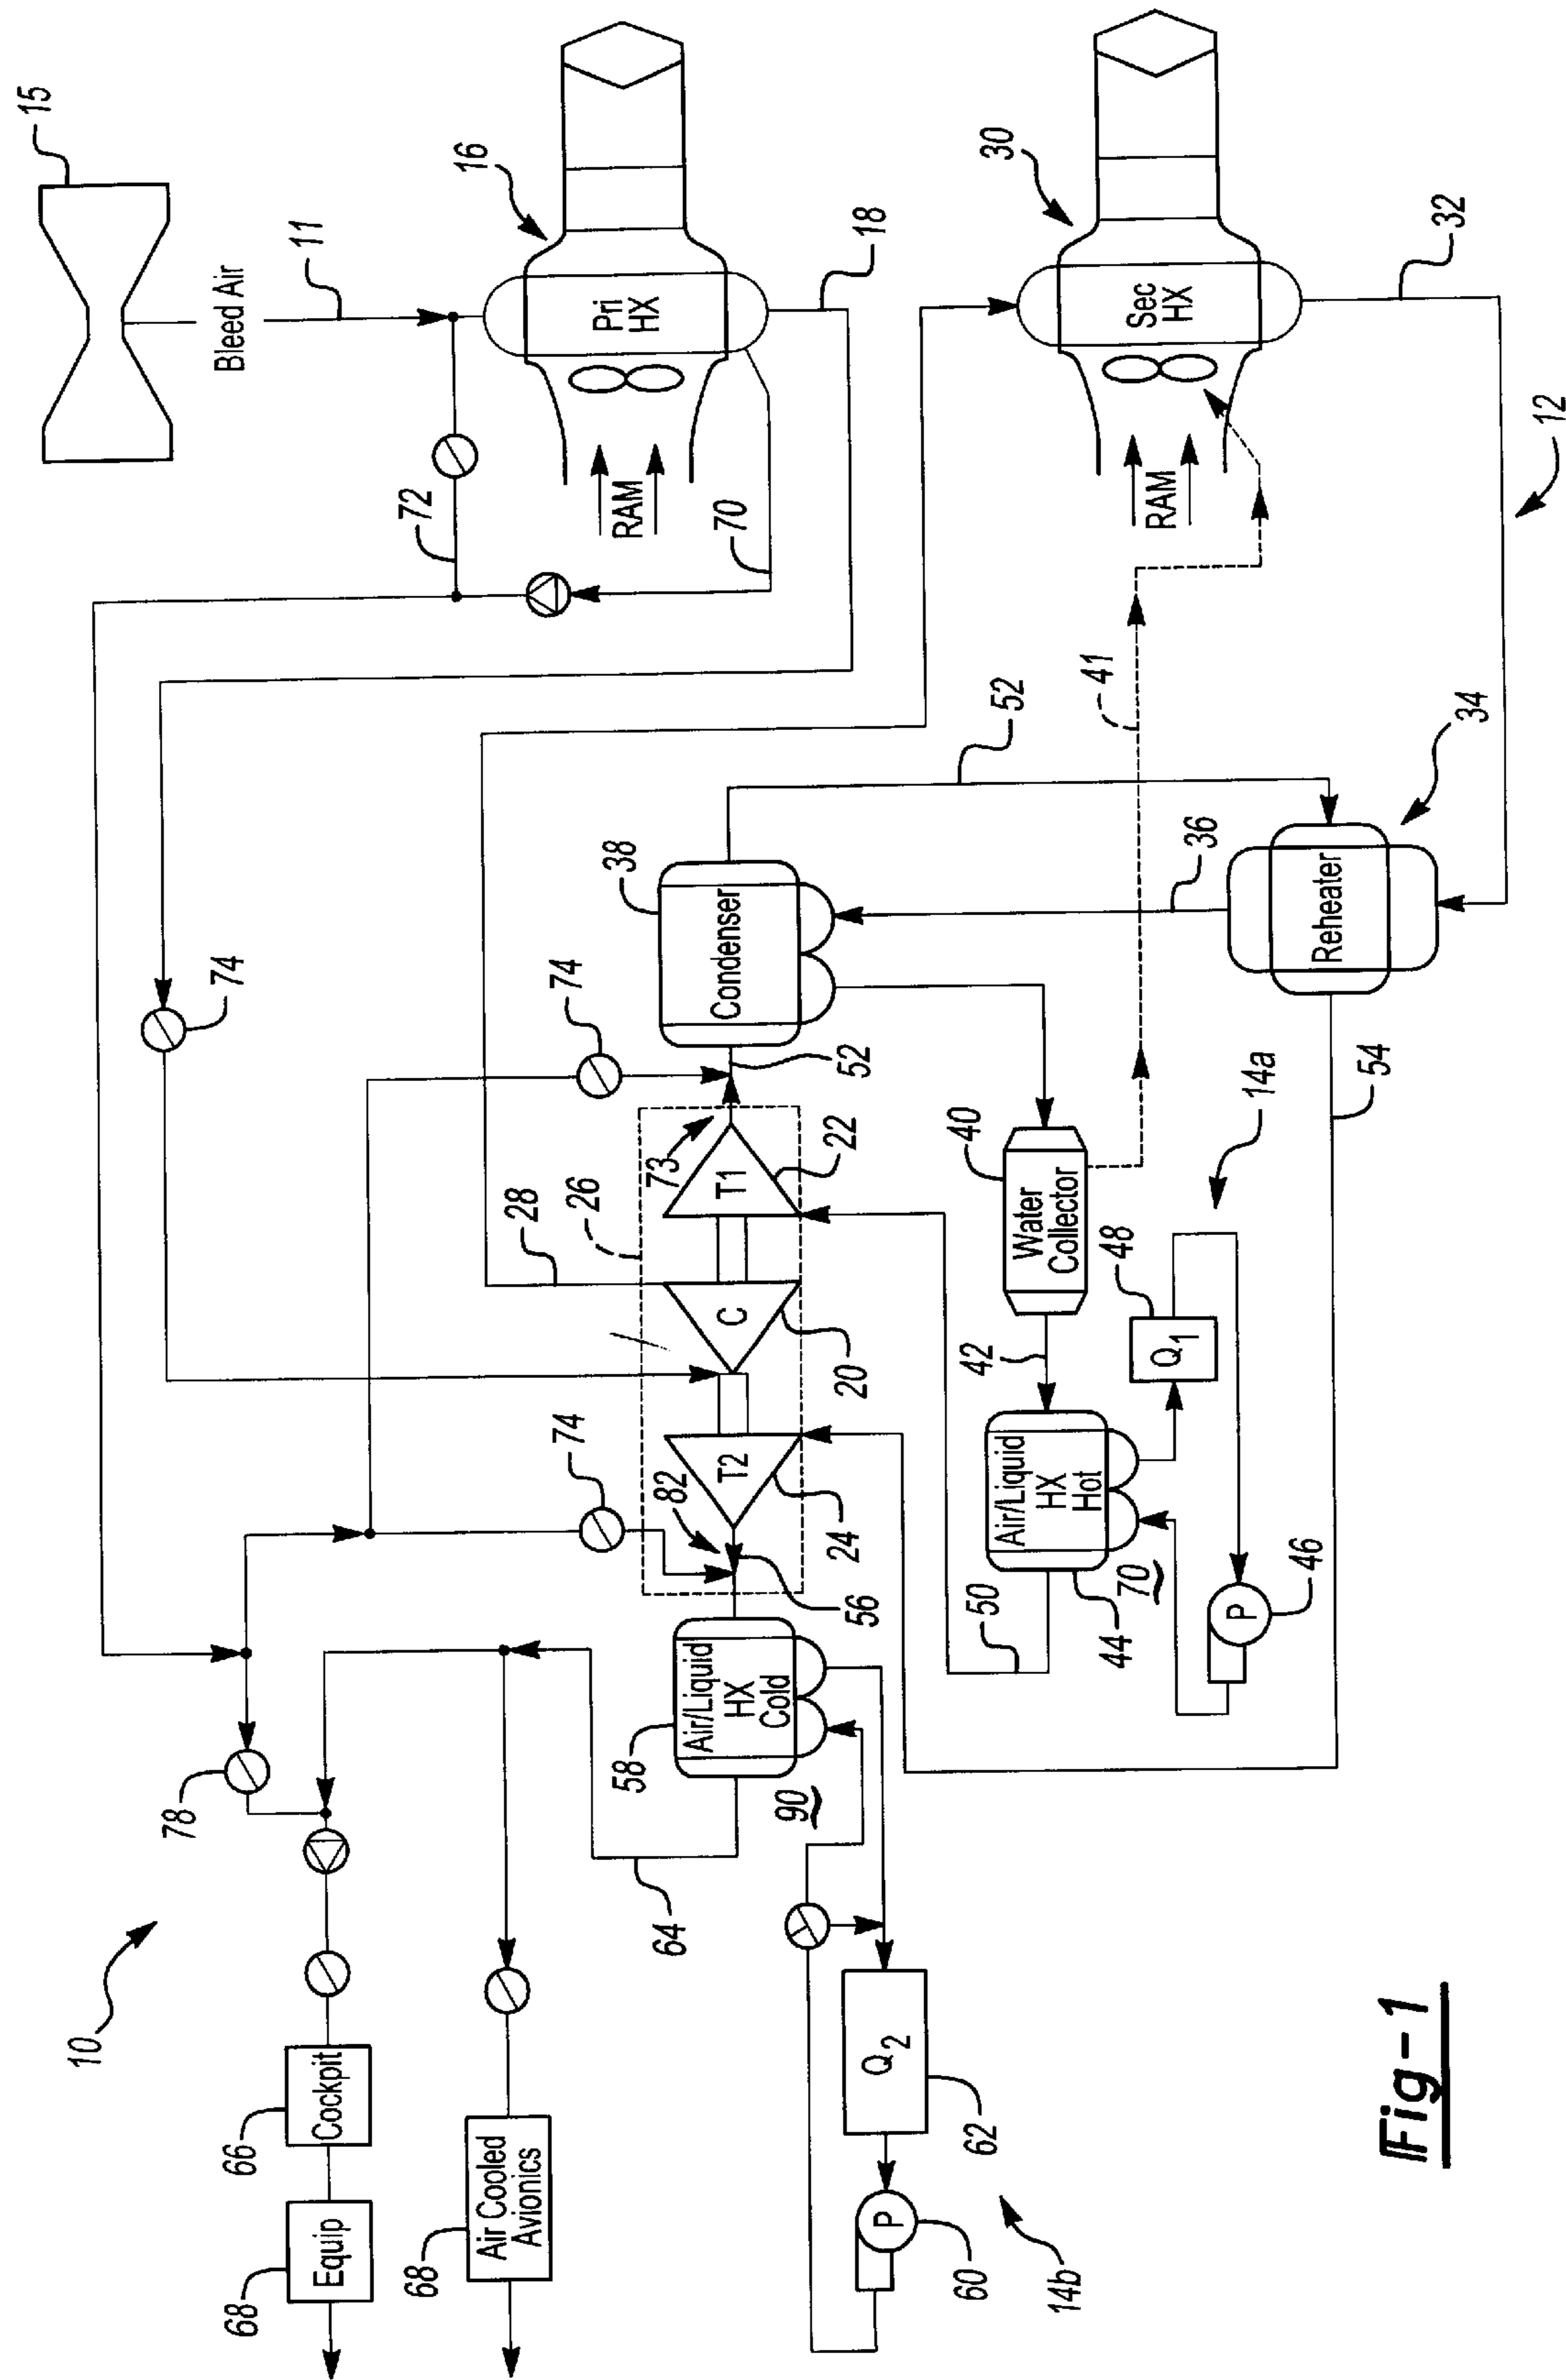 10
15
Bleed Air
11
16
Pri
HX
RAM
18
70
72
30
Sec
HX
RAM
32
12
74
78
28
26
74
73
T1
22
C
20
T2
24
82
74
56
52
38
Condenser
52
36
34
Reheater
41
54
40
Water
Collector
42
14a
48
Q1
Air/Liquid
HX
Hot
44
70
50
P
46
58
Air/Liquid
HX
Cold
90
64
66
Cockpit
68
Equip
68
Air Cooled
Avionics
Q2
62
P
60
14b
Fig-1